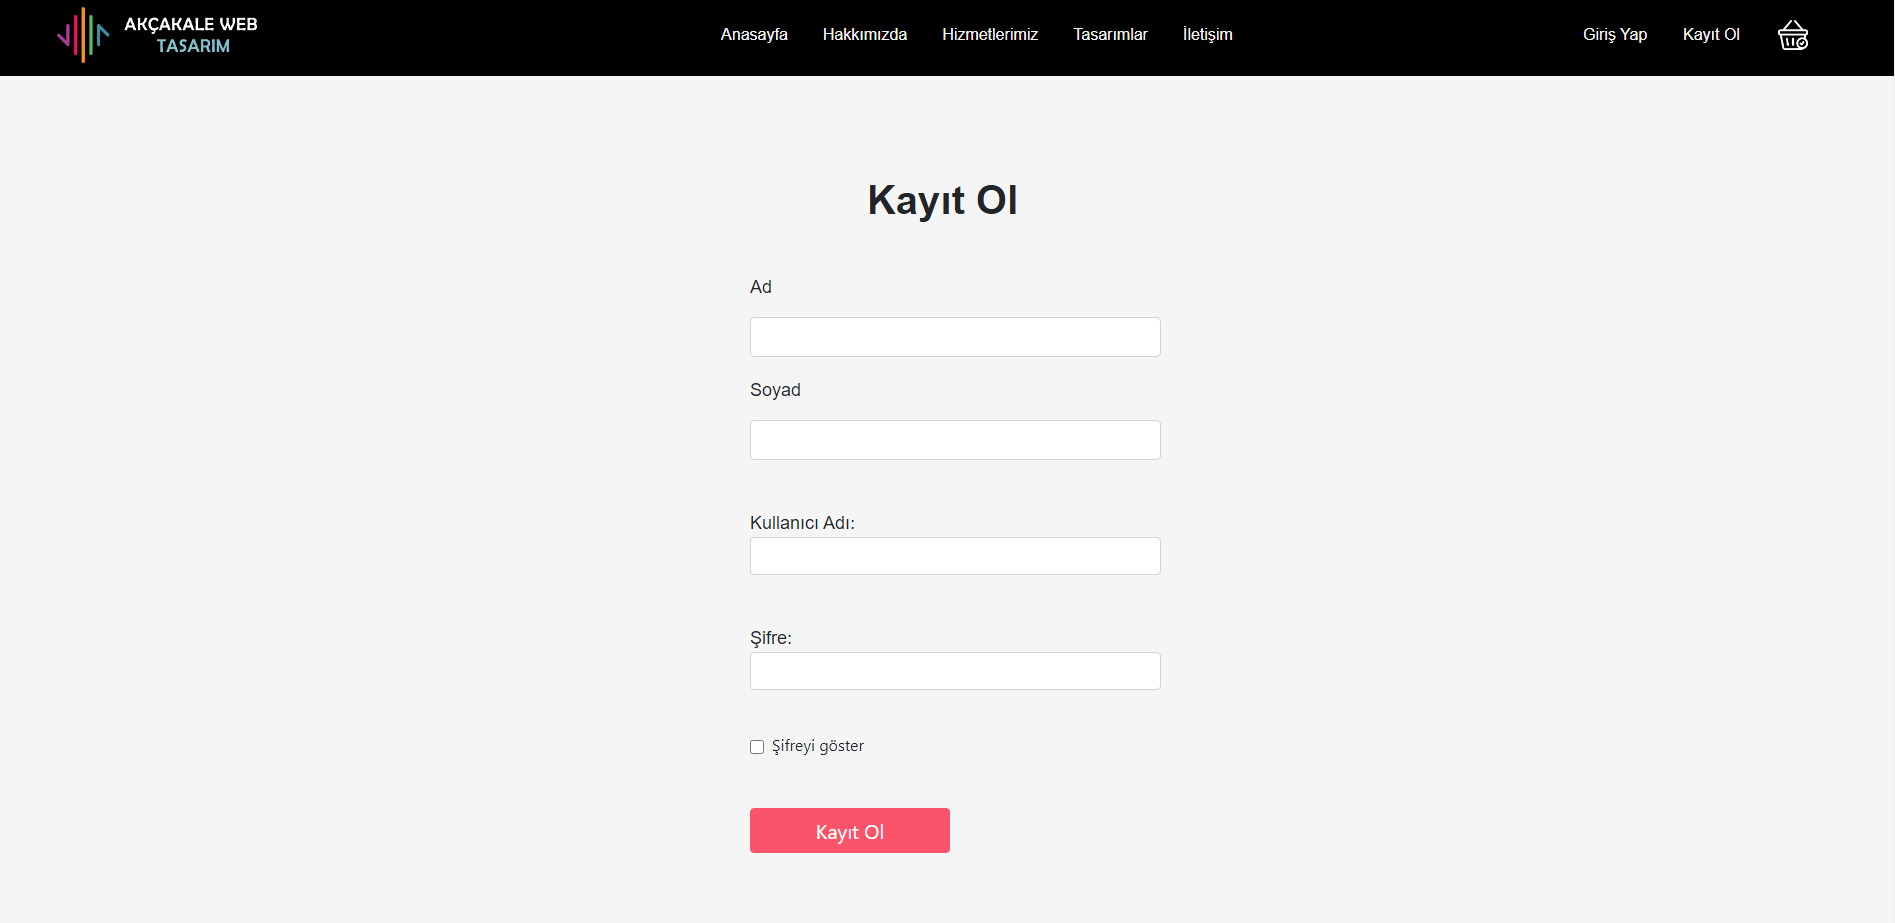 AKÇAKALE WEB
TASARIM
Anasayfa Hakkımızda Hizmetlerimiz Tasarımlar İletişim Giriş Yap Kayıt Ol
Kayıt Ol
Ad
Soyad
Kullanıcı Adı:
Şifre:
Şifreyi göster
Kayıt Ol